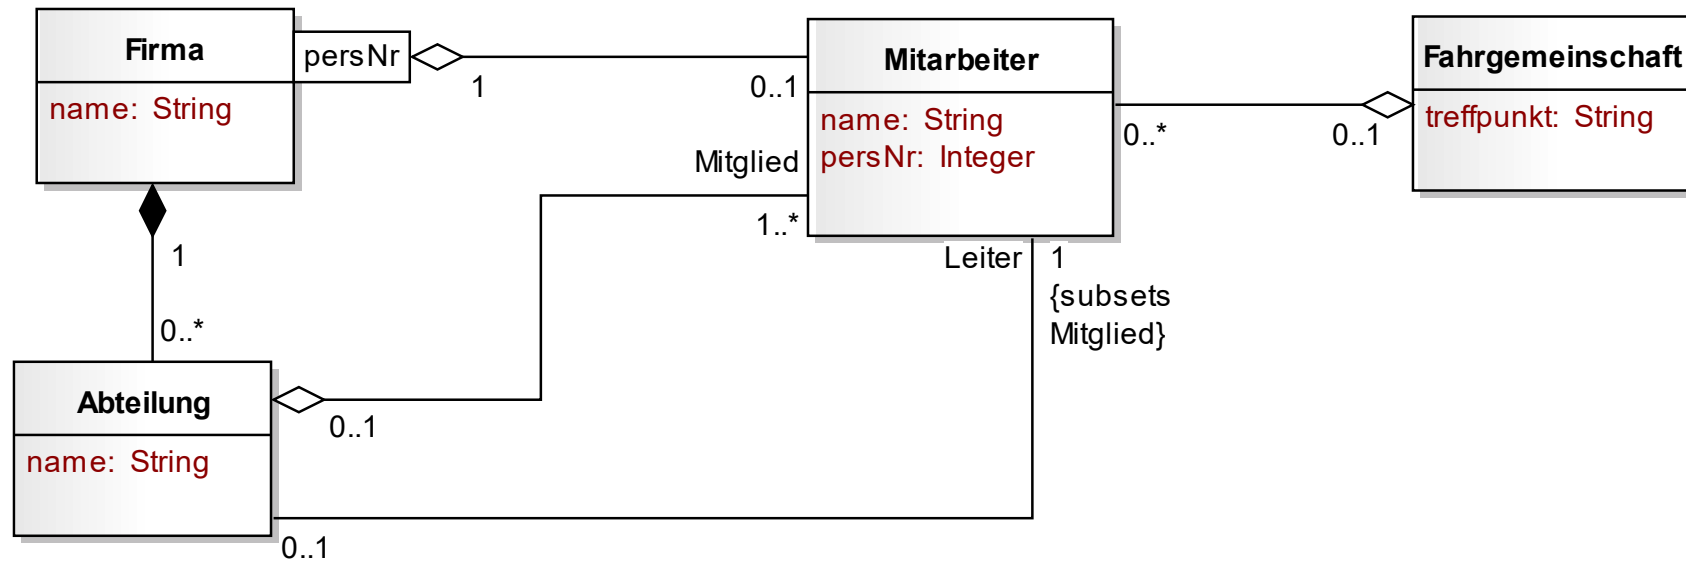 Firma
name: String
persNr
1
0..1
Mitarbeiter
name: String
persNr: Integer
Fahrgemeinschaft
treffpunkt: String
0..*
0..1
Mitglied
1..*
1
0..*
Leiter
1
{subsets
Mitglied}
Abteilung
name: String
0..1
0..1